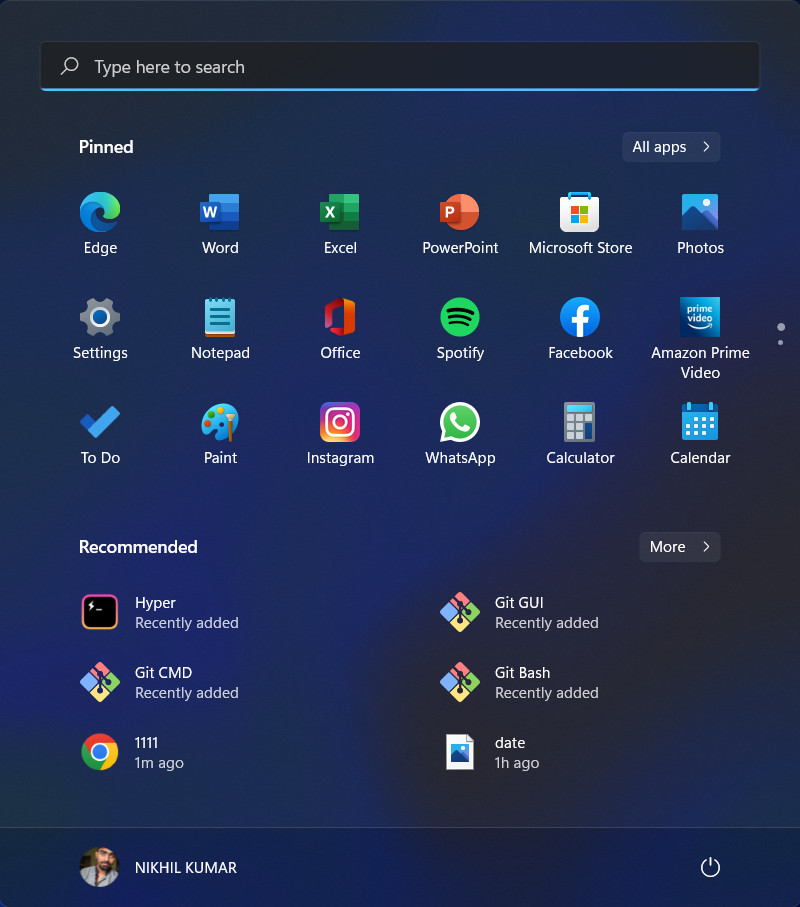 Type here to search
Pinned
All apps
Edge
Word
Excel
PowerPoint
Microsoft Store
Photos
Settings
Notepad
Office
Spotify
Facebook
Amazon Prime
Video
prime
video
To Do
Paint
Instagram
WhatsApp
Calculator
Calendar
Recommended
More
Hyper
Recently added
Git GUI
Recently added
Git CMD
Recently added
Git Bash
Recently added
1111
1m ago
date
1h ago
NIKHIL KUMAR